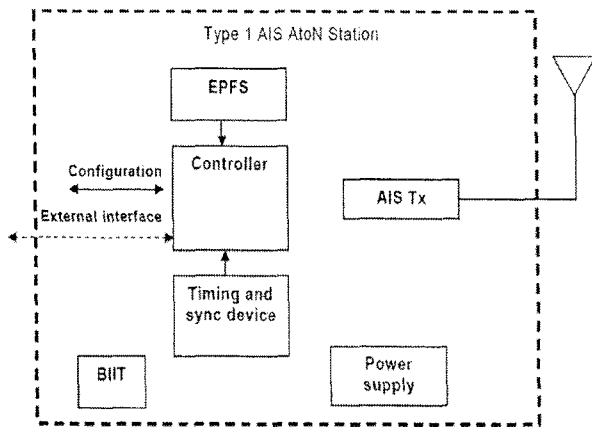 Type 1 AIS AtoN Station
EPFS
Controller
Configuration
AIS Tx
External interface
Timing and
sync device
BIIT
Power
supply